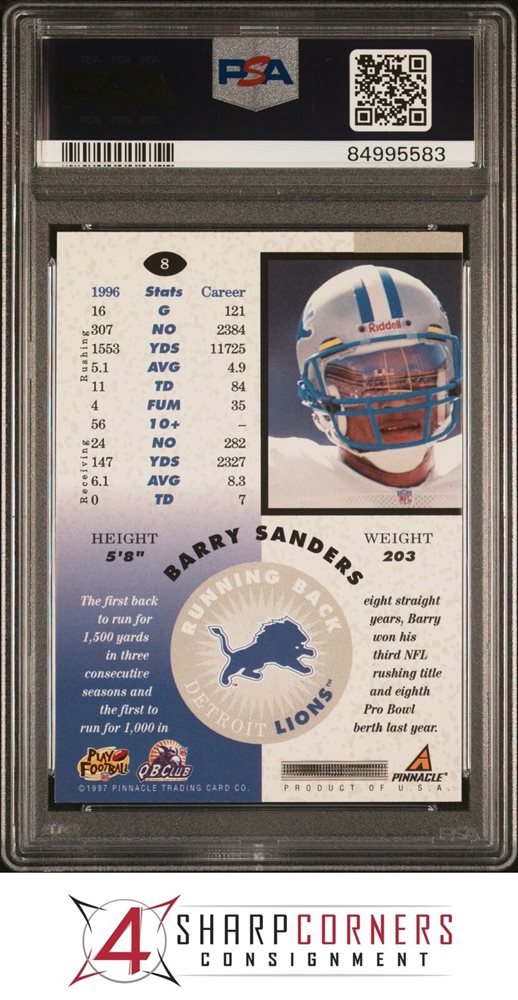 PSA
84995583
8
1996 Stats Career
16 G 121
Rushing
307 NO 2384
1553 YDS 11725
5.1 AVG 4.9
11 TD 84
4 FUM 35
56 10+ –
Receiving
24 NO 282
147 YDS 2327
6.1 AVG 8.3
0 TD 7
Riddell
NFL
HEIGHT
5'8"
BARRY SANDERS
WEIGHT
203
RUNNING BACK
DETROIT LIONS™
TM
The first back
to run for
1,500 yards
in three
consecutive
seasons and
the first to
run for 1,000 in
eight straight
years, Barry
won his
third NFL
rushing title
and eighth
Pro Bowl
berth last year.
PLAY
FOOTBALL
QB CLUB
©1997 PINNACLE TRADING CARD CO.
PINNACLE®
PRODUCT OF U.S.A.
PSA
4
SHARPCORNERS
CONSIGNMENT